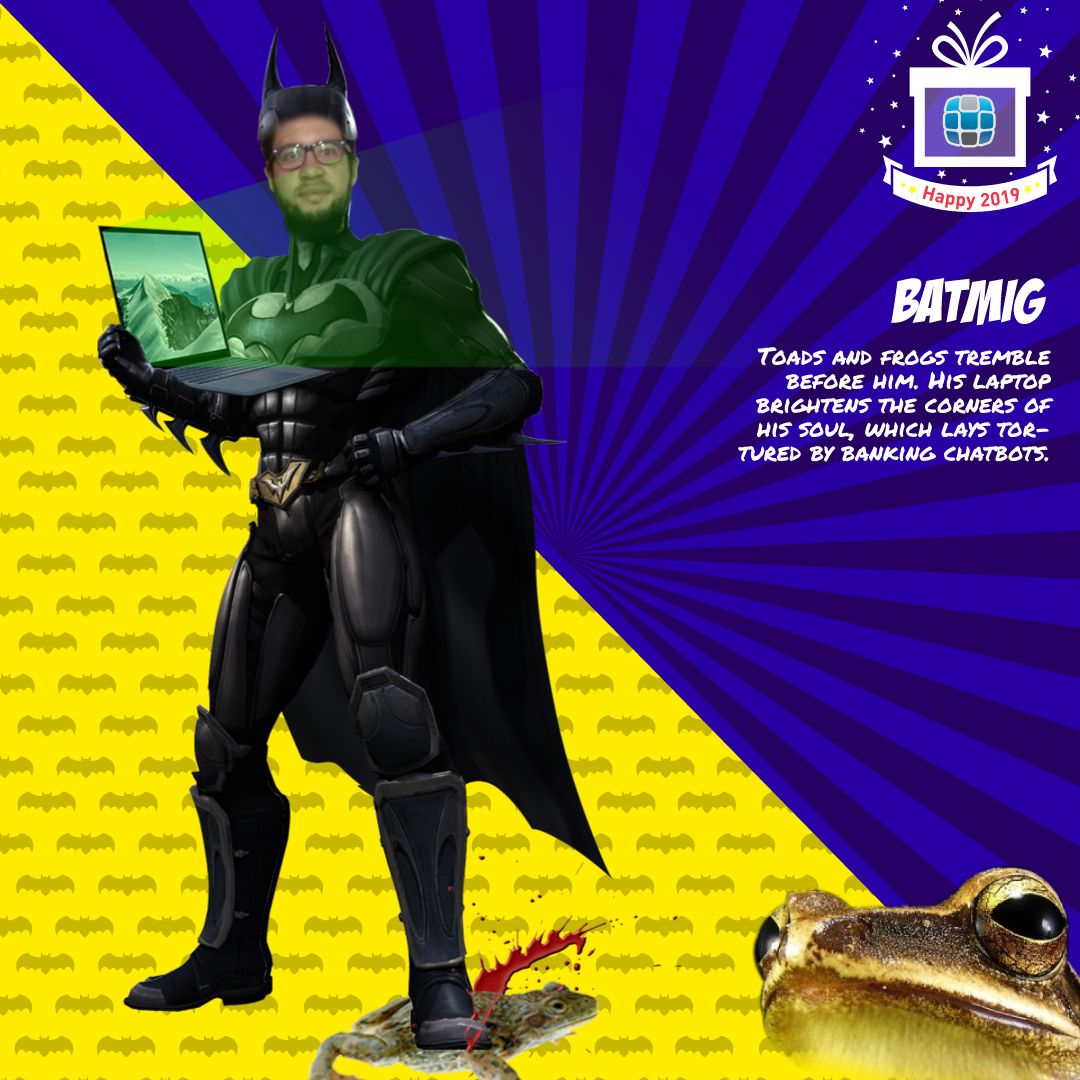 Happy 2019
BATMIG
TOADS AND FROGS TREMBLE
BEFORE HIM. HIS LAPTOP
BRIGHTENS THE CORNERS OF
HIS SOUL, WHICH LAYS TOR-
TURED BY BANKING CHATBOTS.